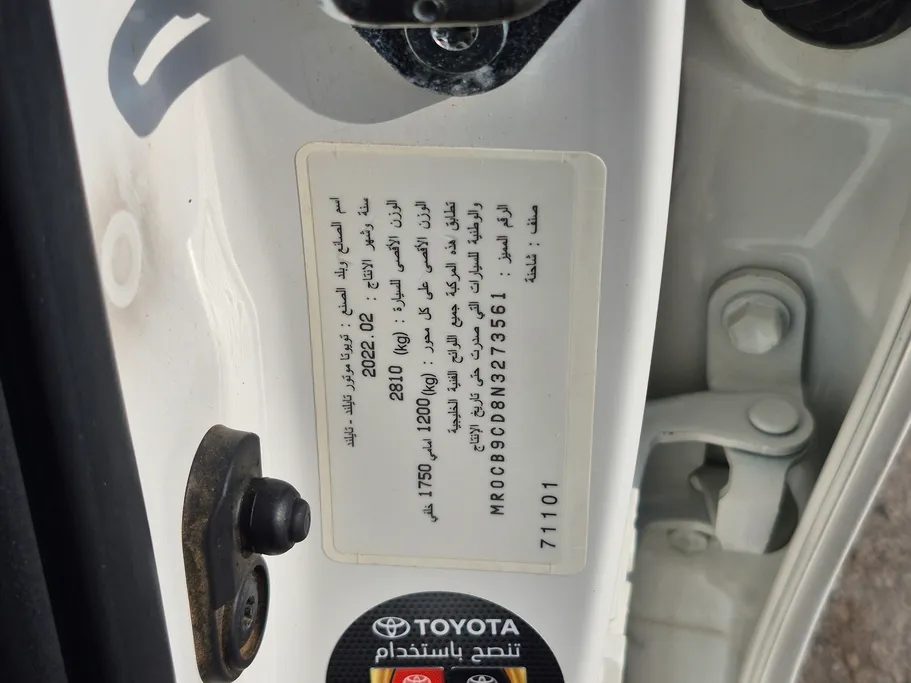 اسم الصانع وبلد الصنع : تويوتا موتور تايلند - تايلند
سنة وشهر الانتاج : 2022.02
الوزن الأقصى للسيارة : (kg) 2810
الوزن الأقصى على كل محور : (kg) 1200 امامي 1750 خلفي
تطابق هذه المركبة جميع اللوائح الفنية الخليجية
والوطنية للسيارات التي صدرت حتى تاريخ الإنتاج
الرقم المميز : MR0CB9CD8N3273561
صنف : شاحنة
71101
TOYOTA
تنصح باستخدام